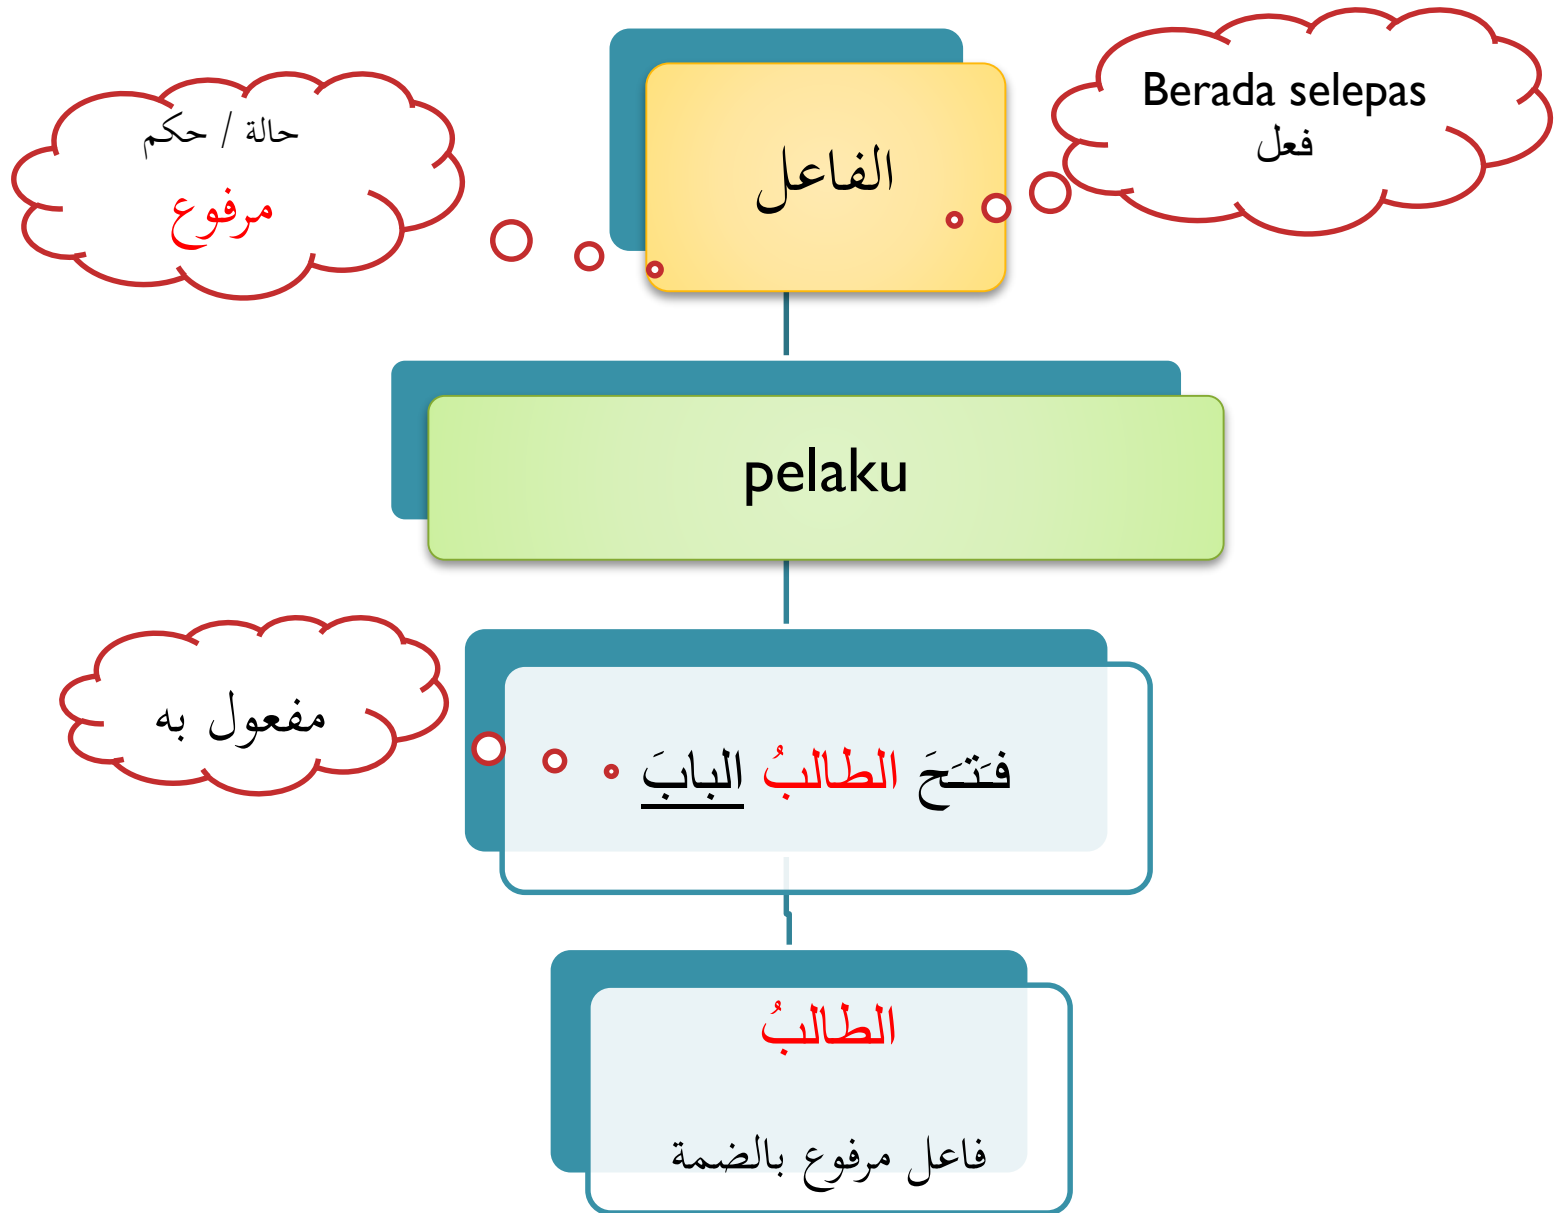 Berada selepas
فعل
حالة / حكم
مرفوع
الفاعل
pelaku
مفعول به
فَتَحَ الطالبُ البابَ
الطالبُ
فاعل مرفوع بالضمة